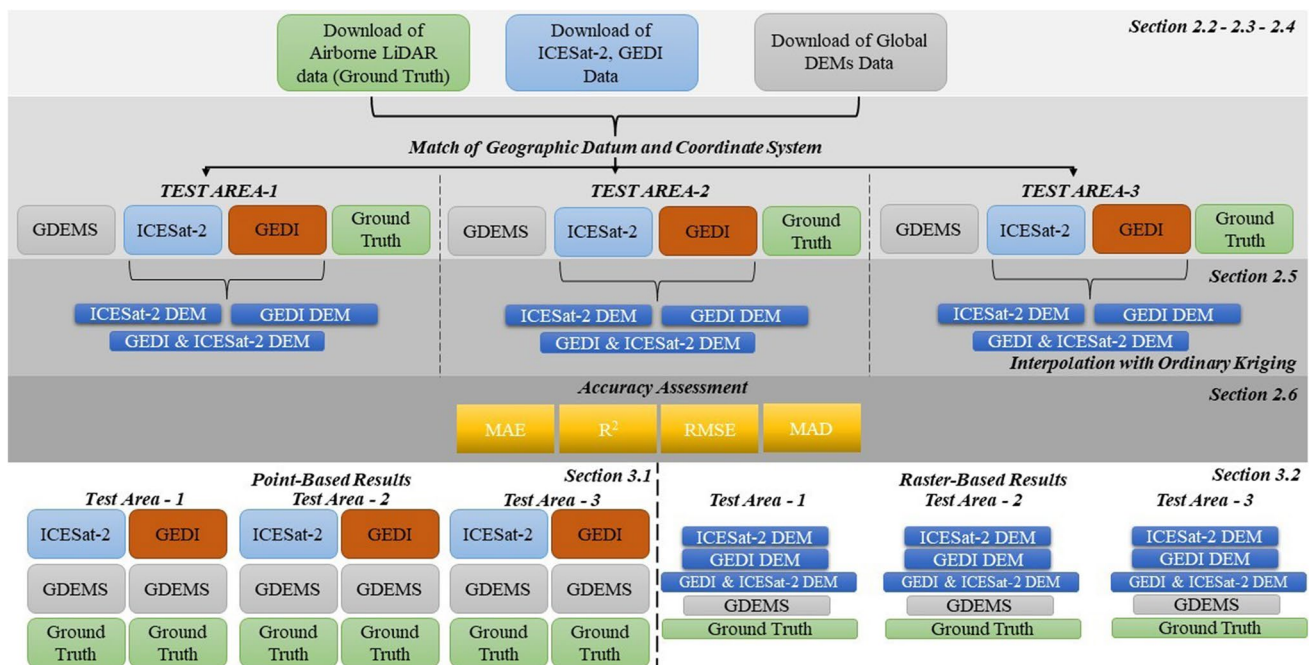 Section 2.2 - 2.3 - 2.4
Download of
Airborne LiDAR
data (Ground Truth)
Download of
ICESat-2, GEDI
Data
Download of Global
DEMs Data
Match of Geographic Datum and Coordinate System
TEST AREA-1
GDEMS
ICESat-2
GEDI
Ground
Truth
TEST AREA-2
GDEMS
ICESat-2
GEDI
Ground
Truth
TEST AREA-3
GDEMS
ICESat-2
GEDI
Ground
Truth
Section 2.5
ICESat-2 DEM
GEDI DEM
GEDI & ICESat-2 DEM
ICESat-2 DEM
GEDI DEM
GEDI & ICESat-2 DEM
ICESat-2 DEM
GEDI DEM
GEDI & ICESat-2 DEM
Interpolation with Ordinary Kriging
Accuracy Assessment
Section 2.6
MAE
R²
RMSE
MAD
Point-Based Results
Section 3.1
Test Area - 1
ICESat-2
GEDI
GDEMS
GDEMS
Ground
Truth
Ground
Truth
Test Area - 2
ICESat-2
GEDI
GDEMS
GDEMS
Ground
Truth
Ground
Truth
Test Area - 3
ICESat-2
GEDI
GDEMS
GDEMS
Ground
Truth
Ground
Truth
Raster-Based Results
Section 3.2
Test Area - 1
ICESat-2 DEM
GEDI DEM
GEDI & ICESat-2 DEM
GDEMS
Ground Truth
Test Area - 2
ICESat-2 DEM
GEDI DEM
GEDI & ICESat-2 DEM
GDEMS
Ground Truth
Test Area - 3
ICESat-2 DEM
GEDI DEM
GEDI & ICESat-2 DEM
GDEMS
Ground Truth